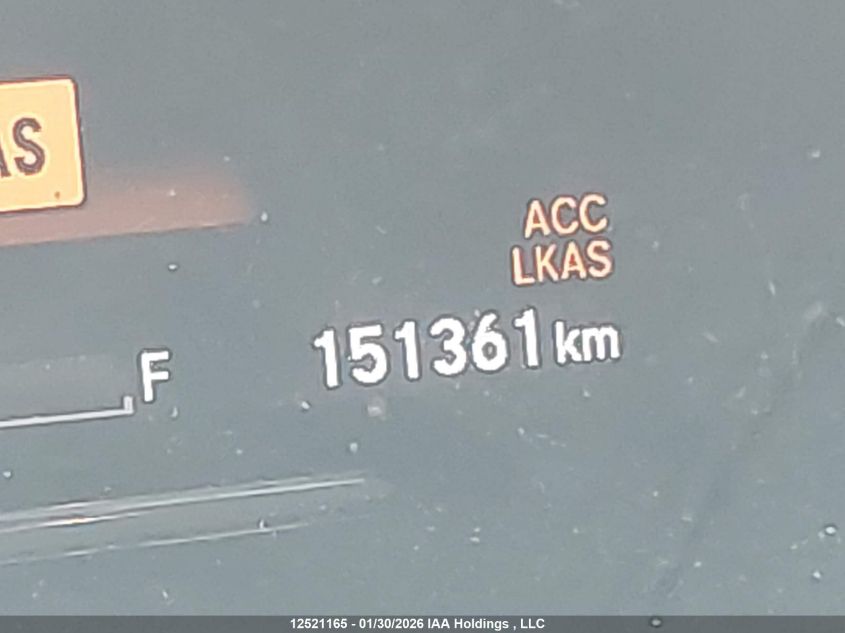 AS
ACC
LKAS
151361 km
F
12521165 - 01/30/2026 IAA Holdings , LLC